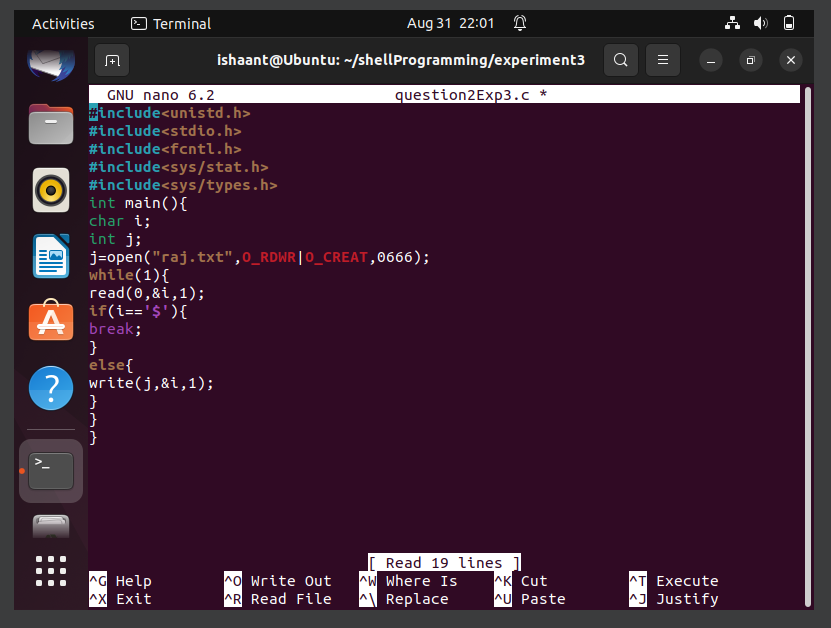 Activities
Terminal
Aug 31 22:01
ishaant@Ubuntu: ~/shellProgramming/experiment3
GNU nano 6.2 question2Exp3.c *
#include<unistd.h>
#include<stdio.h>
#include<fcntl.h>
#include<sys/stat.h>
#include<sys/types.h>
int main(){
char i;
int j;
j=open("raj.txt",O_RDWR|O_CREAT,0666);
while(1){
read(0,&i,1);
if(i=='$'){
break;
}
else{
write(j,&i,1);
}
}
}
[ Read 19 lines ]
^G Help ^O Write Out ^W Where Is ^K Cut ^T Execute
^X Exit ^R Read File ^\ Replace ^U Paste ^J Justify